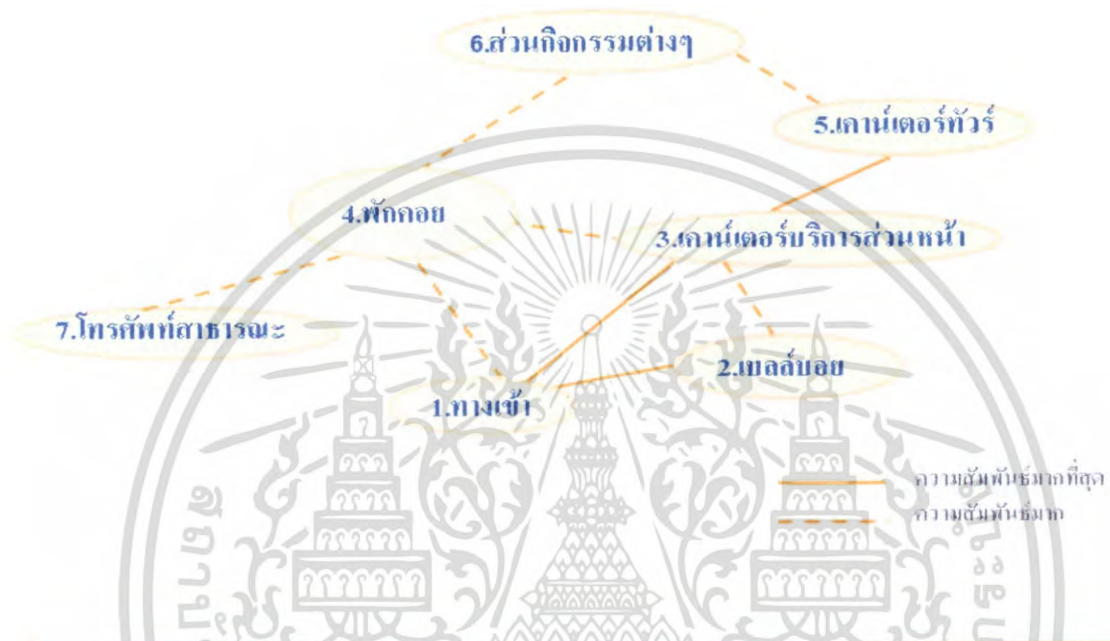 6.ส่วนกิจกรรมต่างๆ
5.เคาน์เตอร์ทัวร์
4.พักคอย
3.เคาน์เตอร์บริการส่วนหน้า
7.โทรศัพท์สาธารณะ
2.เบลล์บอย
1.ทางเข้า
ความสัมพันธ์มากที่สุด
ความสัมพันธ์มาก